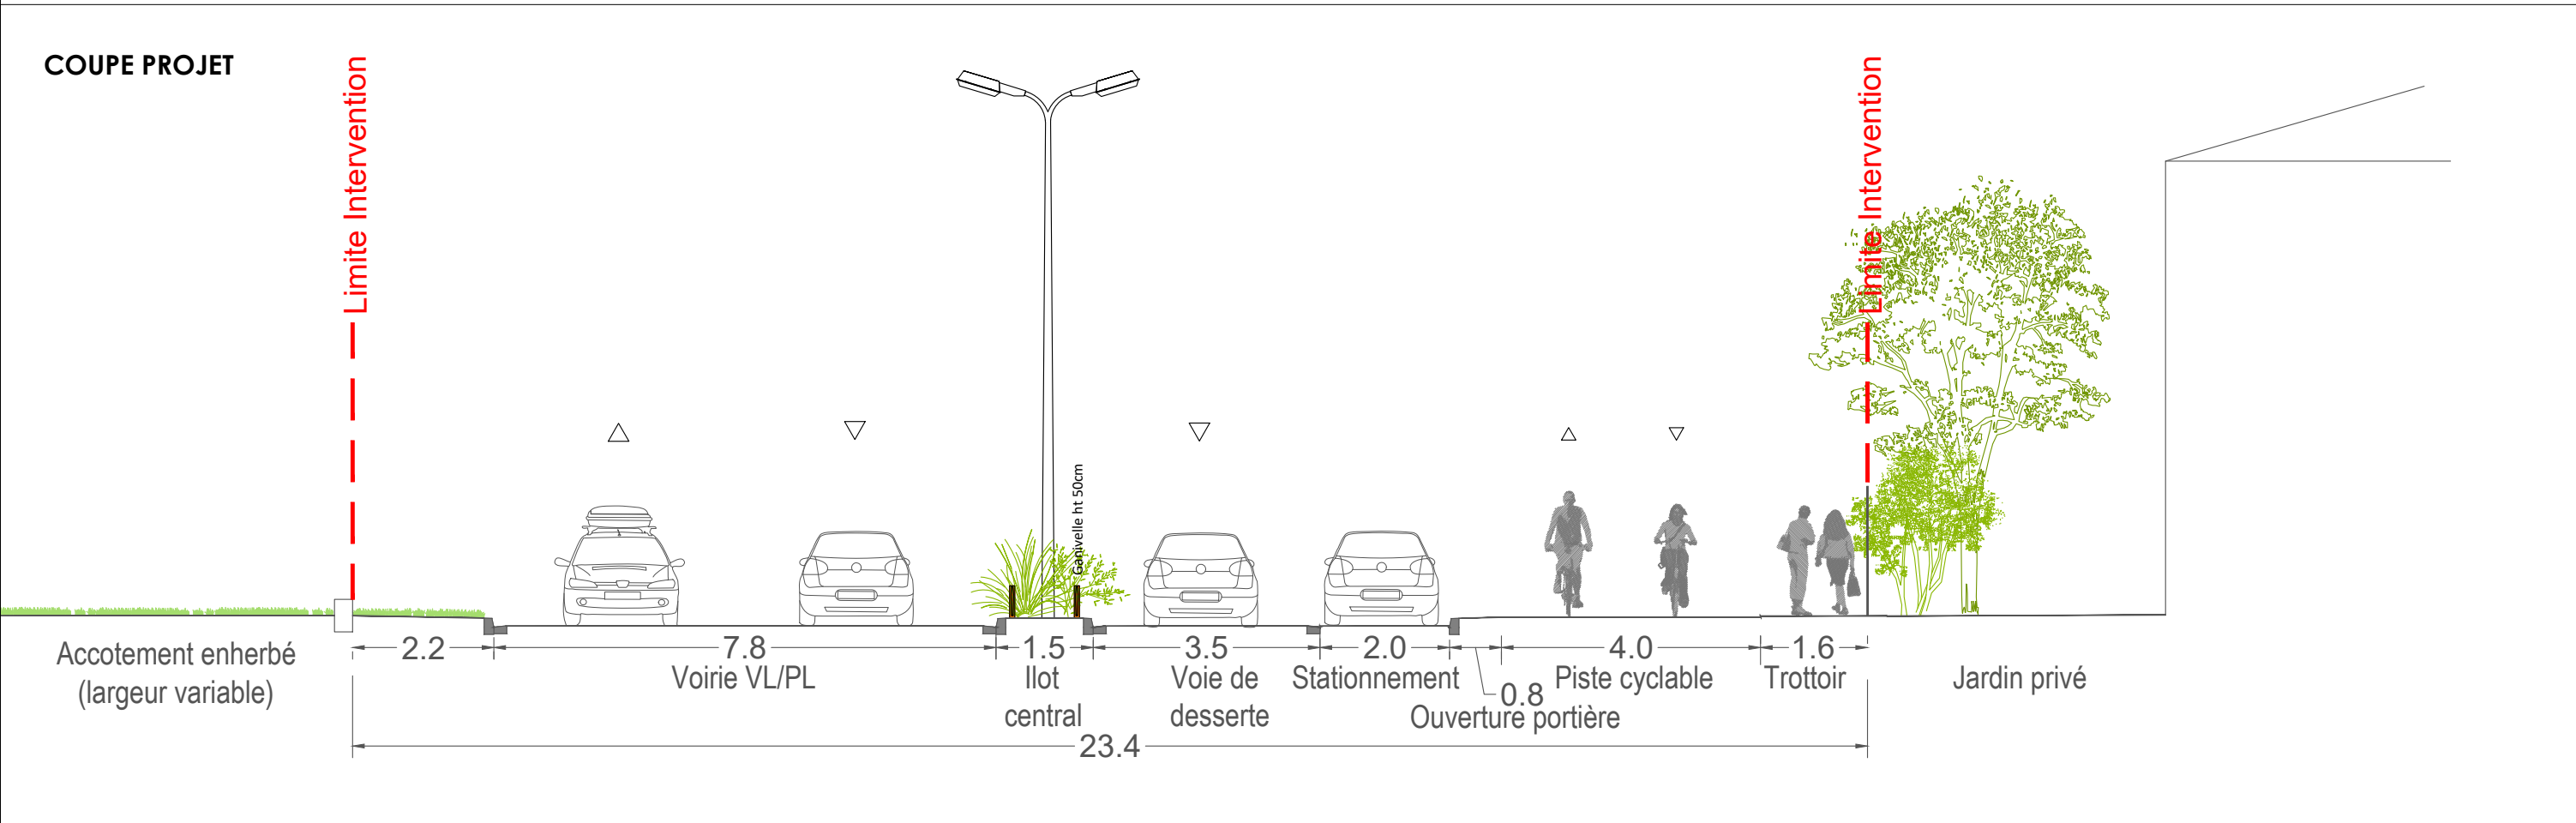 COUPE PROJET
Limite Intervention
Limite Intervention
Ganivelle ht 50cm
2.2
7.8
1.5
3.5
2.0
4.0
1.6
Accotement enherbé
(largeur variable)
Voirie VL/PL
Ilot
central
Voie de
desserte
Stationnement
0.8
Ouverture portière
Piste cyclable
Trottoir
Jardin privé
23.4